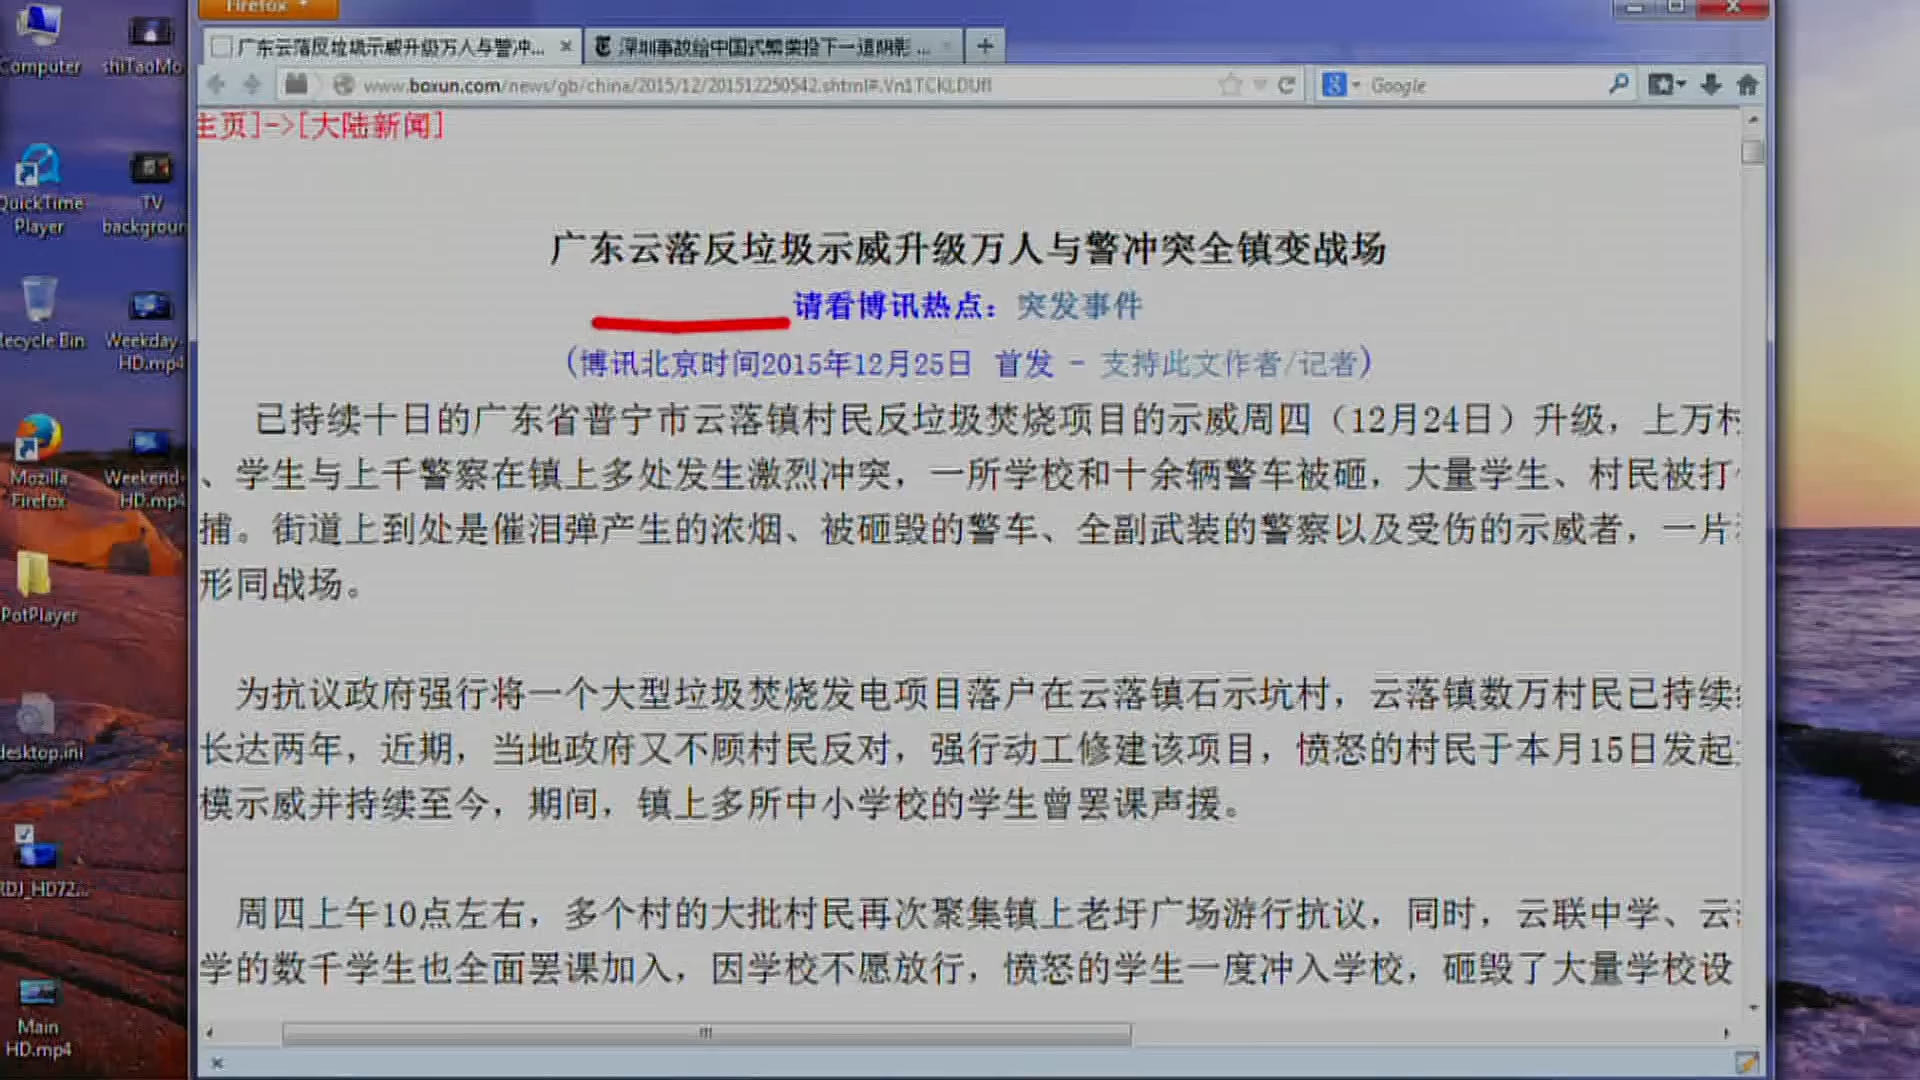 Firefox
广东云落反垃圾示威升级万人与警冲...
深圳事故给中国式繁荣投下一道阴影 ...
www.boxun.com/news/gb/china/2015/12/201512250542.shtml#.Vn1TCKLDUfl
Google
主页]->[大陆新闻]
广东云落反垃圾示威升级万人与警冲突全镇变战场
请看博讯热点：突发事件
(博讯北京时间2015年12月25日 首发 - 支持此文作者/记者)
已持续十日的广东省普宁市云落镇村民反垃圾焚烧项目的示威周四（12月24日）升级，上万村
、学生与上千警察在镇上多处发生激烈冲突，一所学校和十余辆警车被砸，大量学生、村民被打
捕。街道上到处是催泪弹产生的浓烟、被砸毁的警车、全副武装的警察以及受伤的示威者，一片
形同战场。
为抗议政府强行将一个大型垃圾焚烧发电项目落户在云落镇石示坑村，云落镇数万村民已持续
长达两年，近期，当地政府又不顾村民反对，强行动工修建该项目，愤怒的村民于本月15日发起
模示威并持续至今，期间，镇上多所中小学校的学生曾罢课声援。
周四上午10点左右，多个村的大批村民再次聚集镇上老圩广场游行抗议，同时，云联中学、云
学的数千学生也全面罢课加入，因学校不愿放行，愤怒的学生一度冲入学校，砸毁了大量学校设
Computer
shiTaoMo
QuickTime
Player
TV
backgroun
Recycle Bin
Weekday-
HD.mp4
Mozilla
Firefox
Weekend-
HD.mp4
PotPlayer
desktop.ini
RDJ_HD72...
Main
HD.mp4